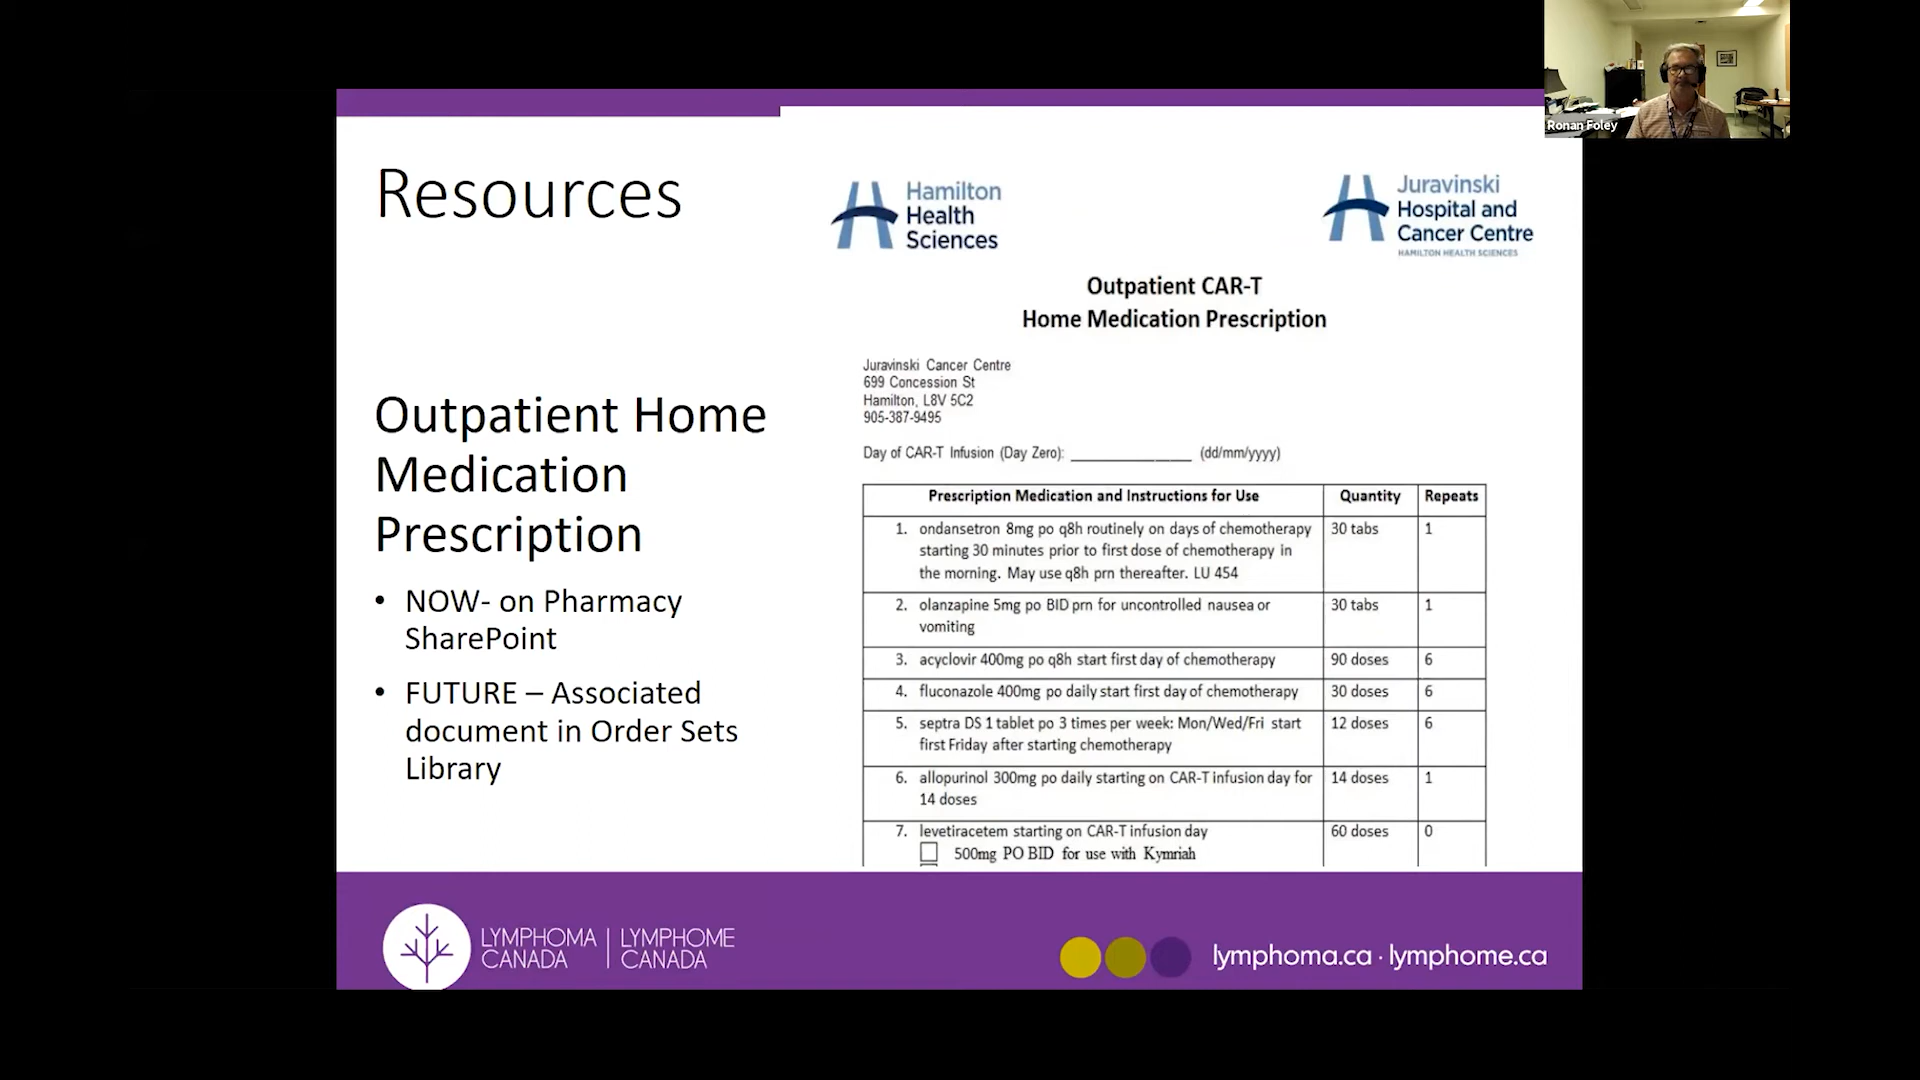 Ronan Foley
Resources
Outpatient Home
Medication
Prescription
• NOW- on Pharmacy
SharePoint
• FUTURE – Associated
document in Order Sets
Library
Hamilton
Health
Sciences
Juravinski
Hospital and
Cancer Centre
HAMILTON HEALTH SCIENCES
Outpatient CAR-T
Home Medication Prescription
Juravinski Cancer Centre
699 Concession St
Hamilton, L8V 5C2
905-387-9495
Day of CAR-T Infusion (Day Zero): _________________ (dd/mm/yyyy)
Prescription Medication and Instructions for Use Quantity Repeats
1. ondansetron 8mg po q8h routinely on days of chemotherapy 30 tabs 1
starting 30 minutes prior to first dose of chemotherapy in
the morning. May use q8h prn thereafter. LU 454
2. olanzapine 5mg po BID prn for uncontrolled nausea or 30 tabs 1
vomiting
3. acyclovir 400mg po q8h start first day of chemotherapy 90 doses 6
4. fluconazole 400mg po daily start first day of chemotherapy 30 doses 6
5. septra DS 1 tablet po 3 times per week: Mon/Wed/Fri start 12 doses 6
first Friday after starting chemotherapy
6. allopurinol 300mg po daily starting on CAR-T infusion day for 14 doses 1
14 doses
7. levetiracetem starting on CAR-T infusion day 60 doses 0
500mg PO BID for use with Kymriah
LYMPHOMA | LYMPHOME
CANADA | CANADA
lymphoma.ca · lymphome.ca